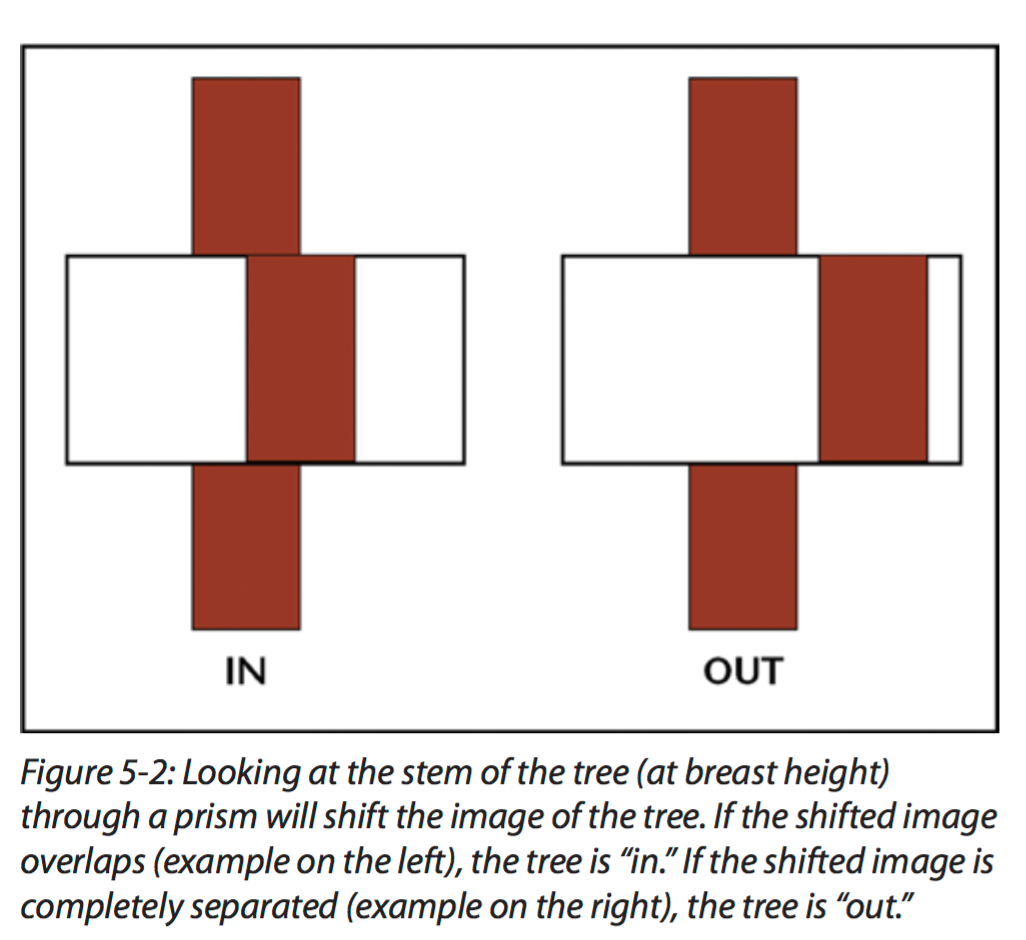 IN
OUT
Figure 5-2: Looking at the stem of the tree (at breast height)
through a prism will shift the image of the tree. If the shifted image
overlaps (example on the left), the tree is “in.” If the shifted image is
completely separated (example on the right), the tree is “out.”